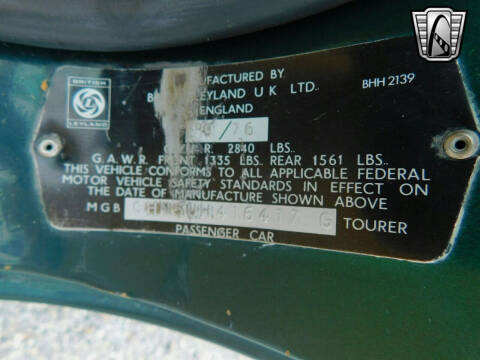 BRITISH
LEYLAND
MANUFACTURED BY
LEYLAND U K LTD.
ENGLAND
BHH 2139
/76
2840 LBS.
G.A.W.R. FRONT 1335 LBS. REAR 1561 LBS.
THIS VEHICLE CONFORMS TO ALL APPLICABLE FEDERAL
MOTOR VEHICLE SAFETY STANDARDS IN EFFECT ON
THE DATE OF MANUFACTURE SHOWN ABOVE
MGB G TOURER
PASSENGER CAR